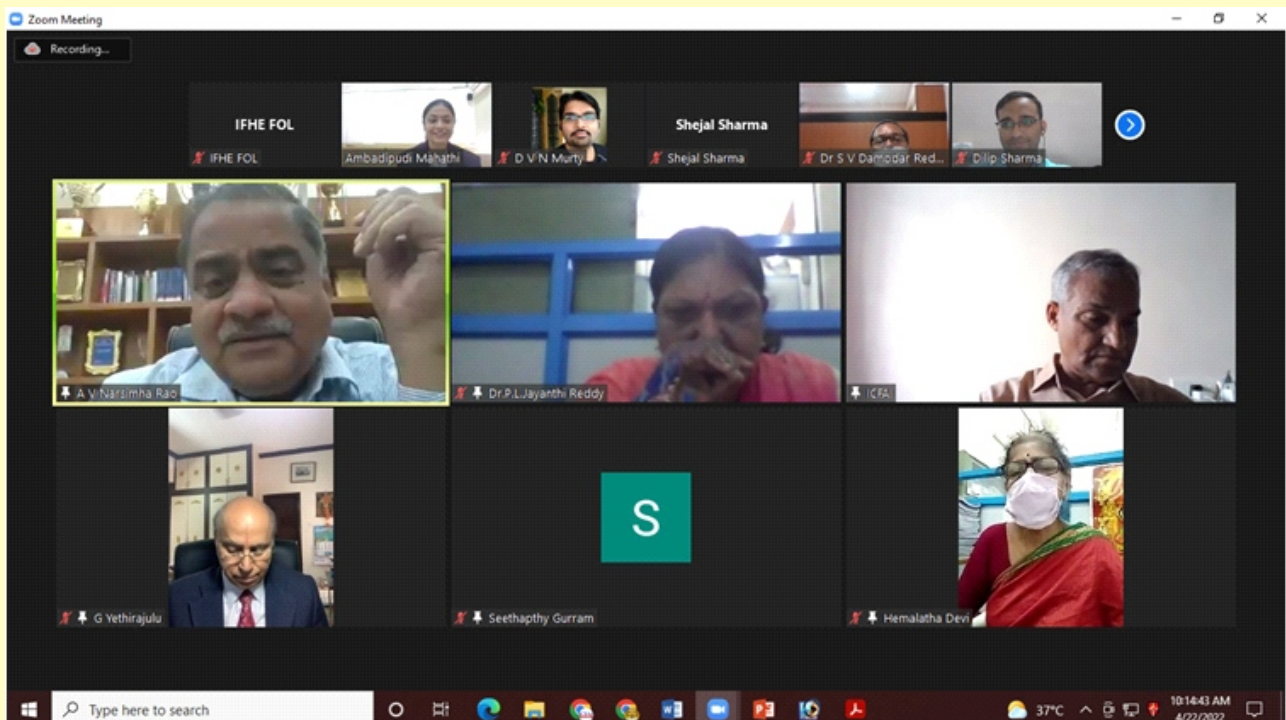 Zoom Meeting
Recording...
IFHE FOL
IFHE FOL
Ambadipudi Mahathi
D V N Murty
Shejal Sharma
Shejal Sharma
Dr S V Damodar Red...
Dilip Sharma
A V Narsimha Rao
Dr.P.L.Jayanthi Reddy
ICFAI
G Yethirajulu
S
Seethapthy Gurram
Hemalatha Devi
Type here to search
37°C
10:14:43 AM
4/22/2022